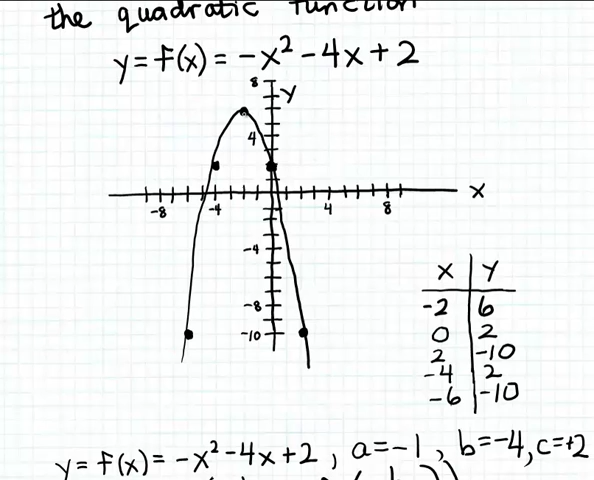 the quadratic function
y = f(x) = -x² - 4x + 2
8
Y
4
-8 -4 4 8 X
-4
-8
-10
X Y
-2 6
0 2
2 -10
-4 2
-6 -10
y = f(x) = -x² - 4x + 2 , a = -1 , b = -4, c = +2